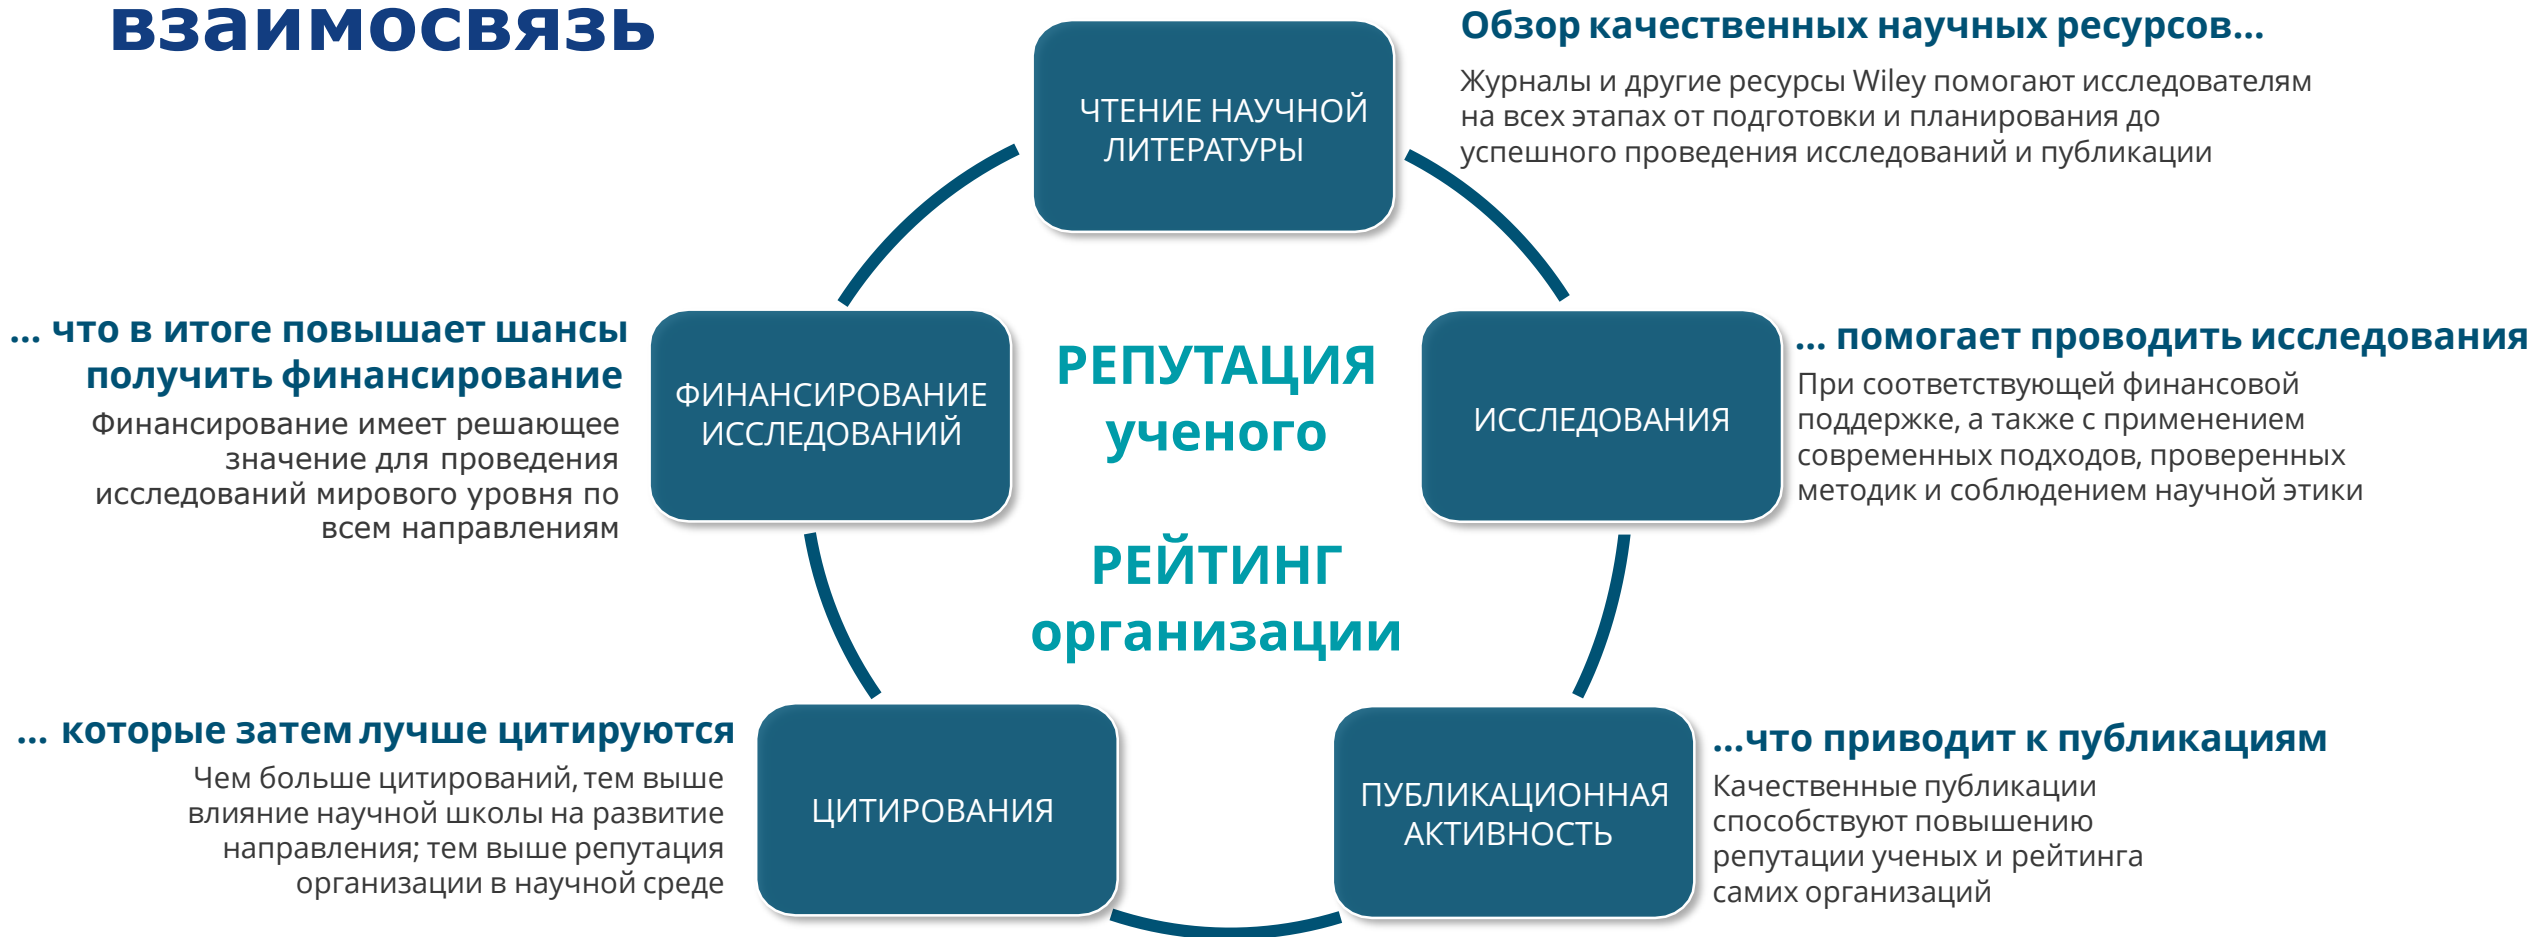 взаимосвязь
ЧТЕНИЕ НАУЧНОЙ
ЛИТЕРАТУРЫ
Обзор качественных научных ресурсов...
Журналы и другие ресурсы Wiley помогают исследователям
на всех этапах от подготовки и планирования до
успешного проведения исследований и публикации
ИССЛЕДОВАНИЯ
... помогает проводить исследования
При соответствующей финансовой
поддержке, а также с применением
современных подходов, проверенных
методик и соблюдением научной этики
ПУБЛИКАЦИОННАЯ
АКТИВНОСТЬ
...что приводит к публикациям
Качественные публикации
способствуют повышению
репутации ученых и рейтинга
самих организаций
ЦИТИРОВАНИЯ
... которые затем лучше цитируются
Чем больше цитирований, тем выше
влияние научной школы на развитие
направления; тем выше репутация
организации в научной среде
ФИНАНСИРОВАНИЕ
ИССЛЕДОВАНИЙ
... что в итоге повышает шансы
получить финансирование
Финансирование имеет решающее
значение для проведения
исследований мирового уровня по
всем направлениям
РЕПУТАЦИЯ
ученого
РЕЙТИНГ
организации